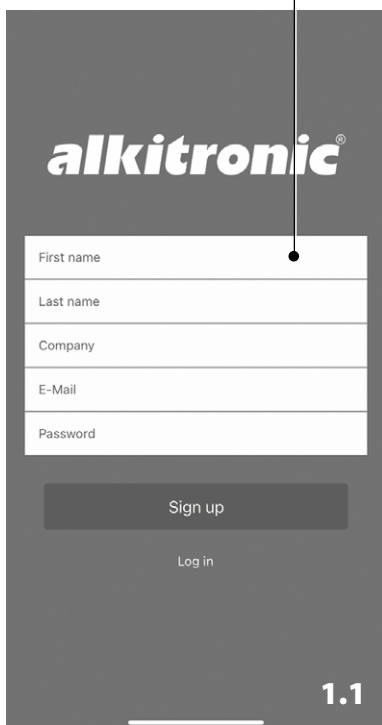 alkitronic®
First name
Last name
Company
E-Mail
Password
Sign up
Log in
1.1